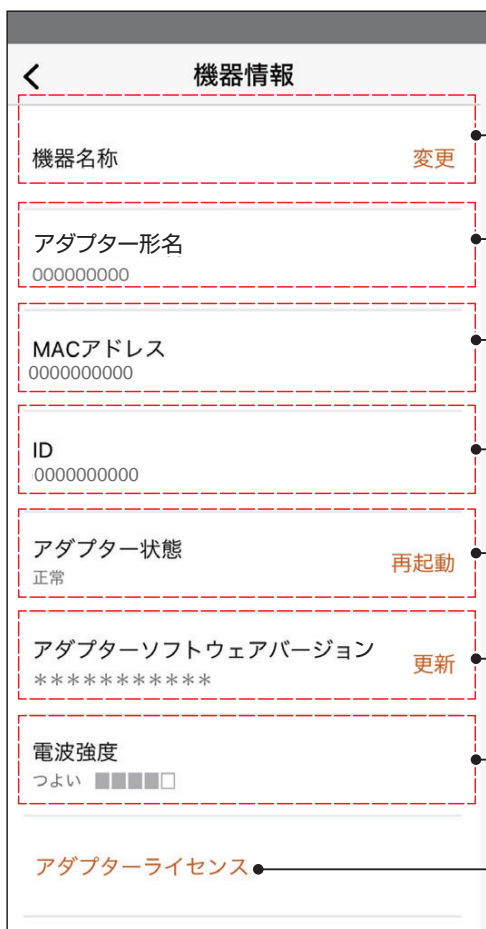 機器情報
機器名称
変更
アダプター形名
000000000
MACアドレス
0000000000
ID
0000000000
アダプター状態
正常
再起動
アダプターソフトウェアバージョン
***********
更新
電波強度
つよい ■■■■□
アダプターライセンス